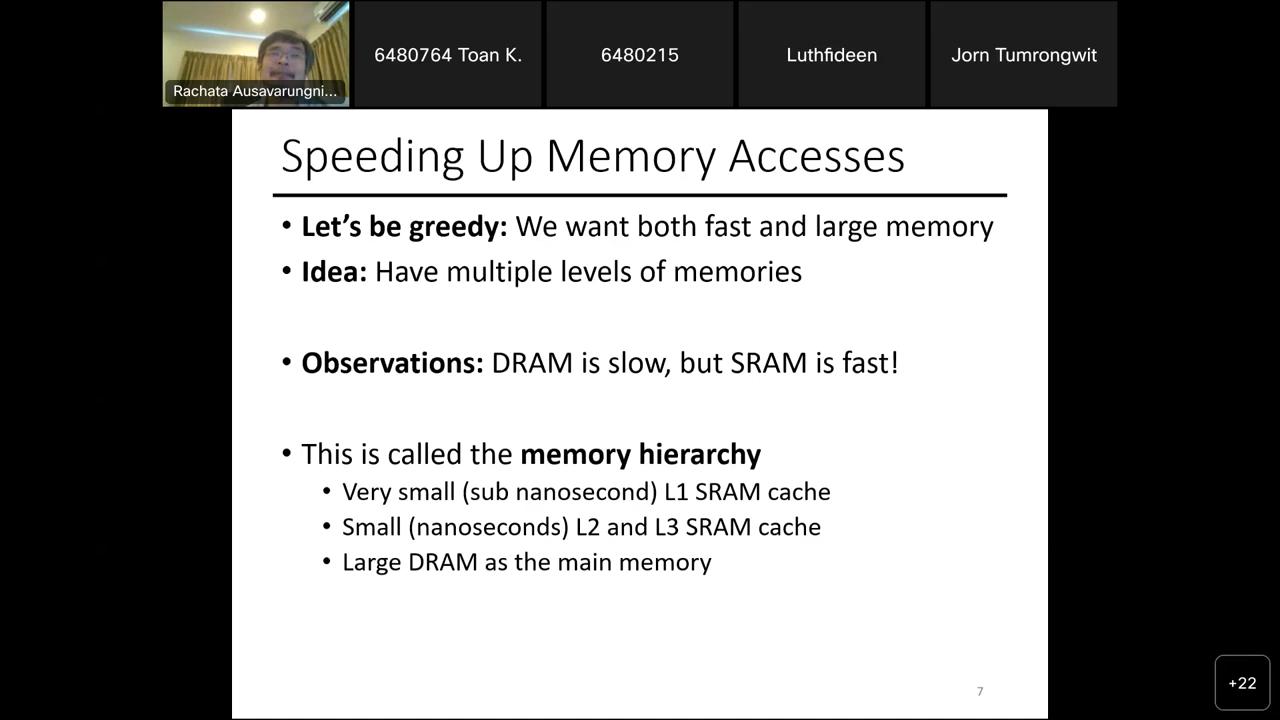 Rachata Ausavarungni...
6480764 Toan K.
6480215
Luthfideen
Jorn Tumrongwit
Speeding Up Memory Accesses
• Let's be greedy: We want both fast and large memory
• Idea: Have multiple levels of memories
• Observations: DRAM is slow, but SRAM is fast!
• This is called the memory hierarchy
• Very small (sub nanosecond) L1 SRAM cache
• Small (nanoseconds) L2 and L3 SRAM cache
• Large DRAM as the main memory
7
+22